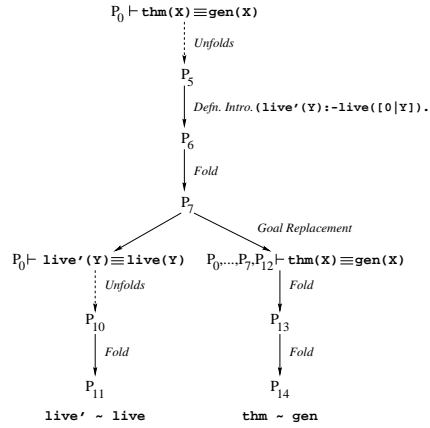 P0 ⊢ thm(X)≡gen(X)
Unfolds
P5
Defn. Intro. (live'(Y):-live([0|Y]).
P6
Fold
P7
Goal Replacement
P0 ⊢ live'(Y)≡live(Y) P0,...,P7,P12 ⊢ thm(X)≡gen(X)
Unfolds Fold
P10 P13
Fold Fold
P11 P14
live' ~ live thm ~ gen